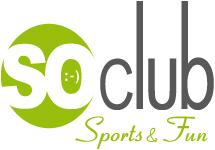 SO club
:-)
Sports & Fun